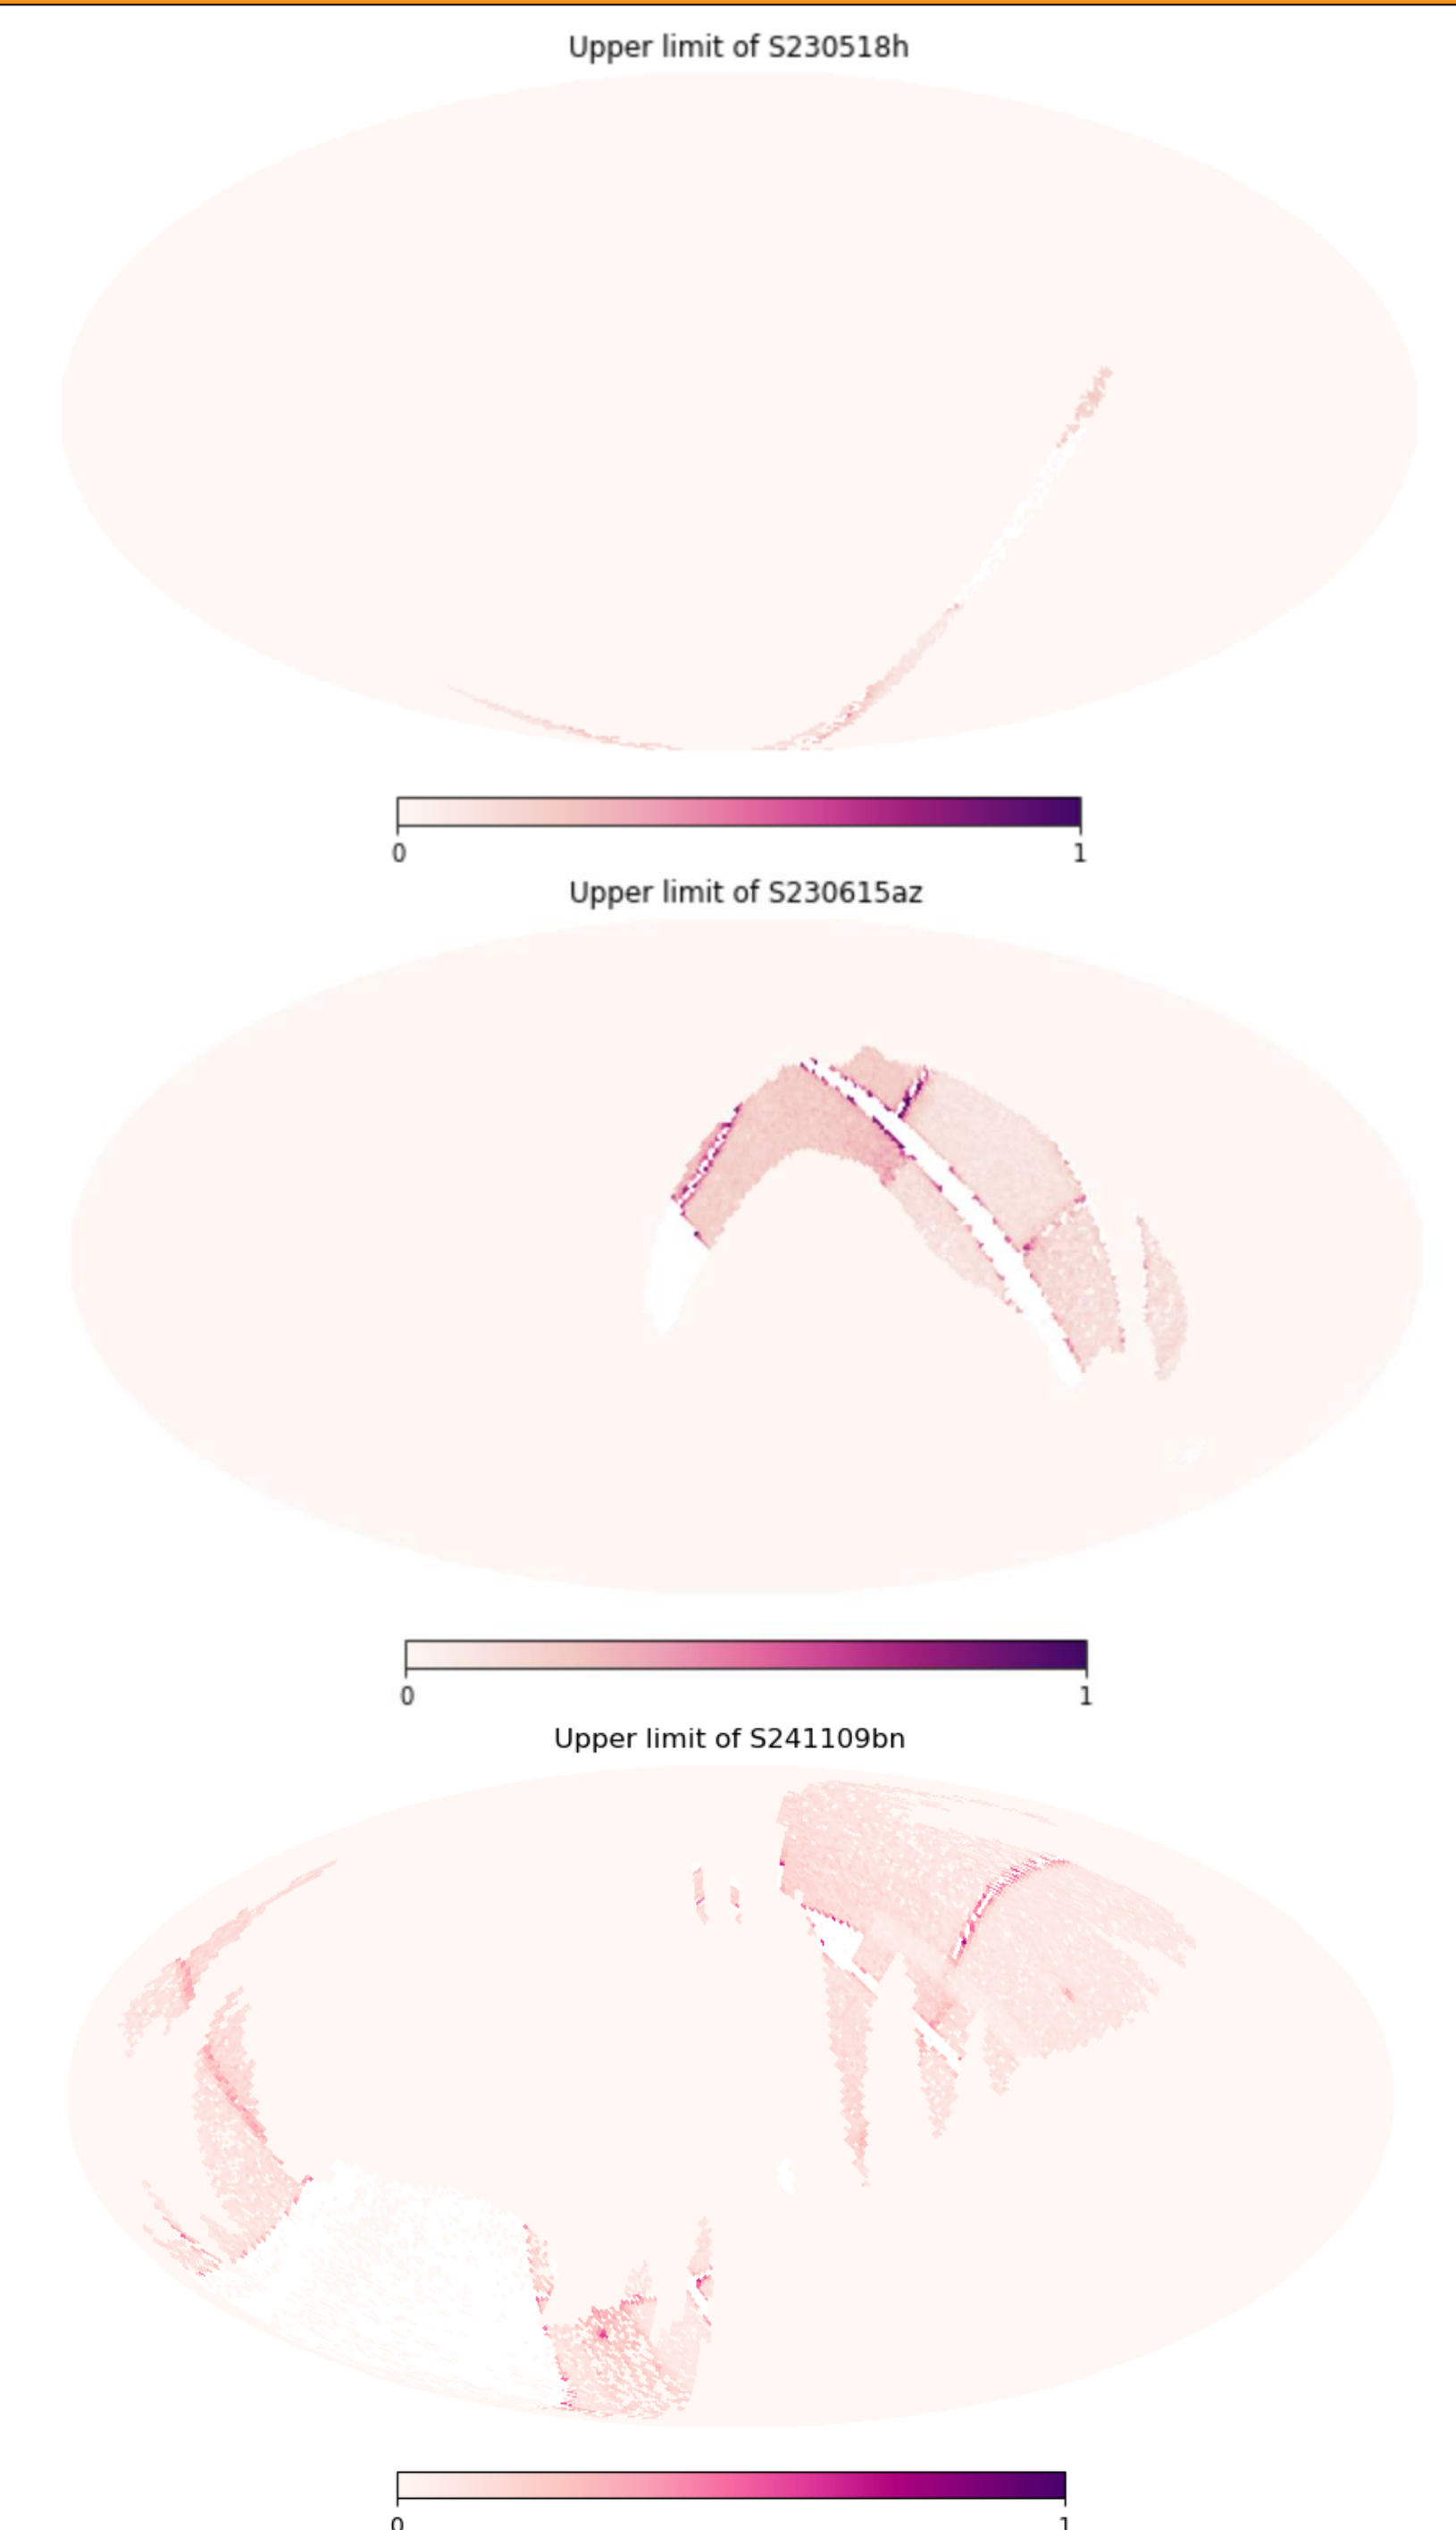 Upper limit of S230518h
0 1
Upper limit of S230615az
0 1
Upper limit of S241109bn
0 1